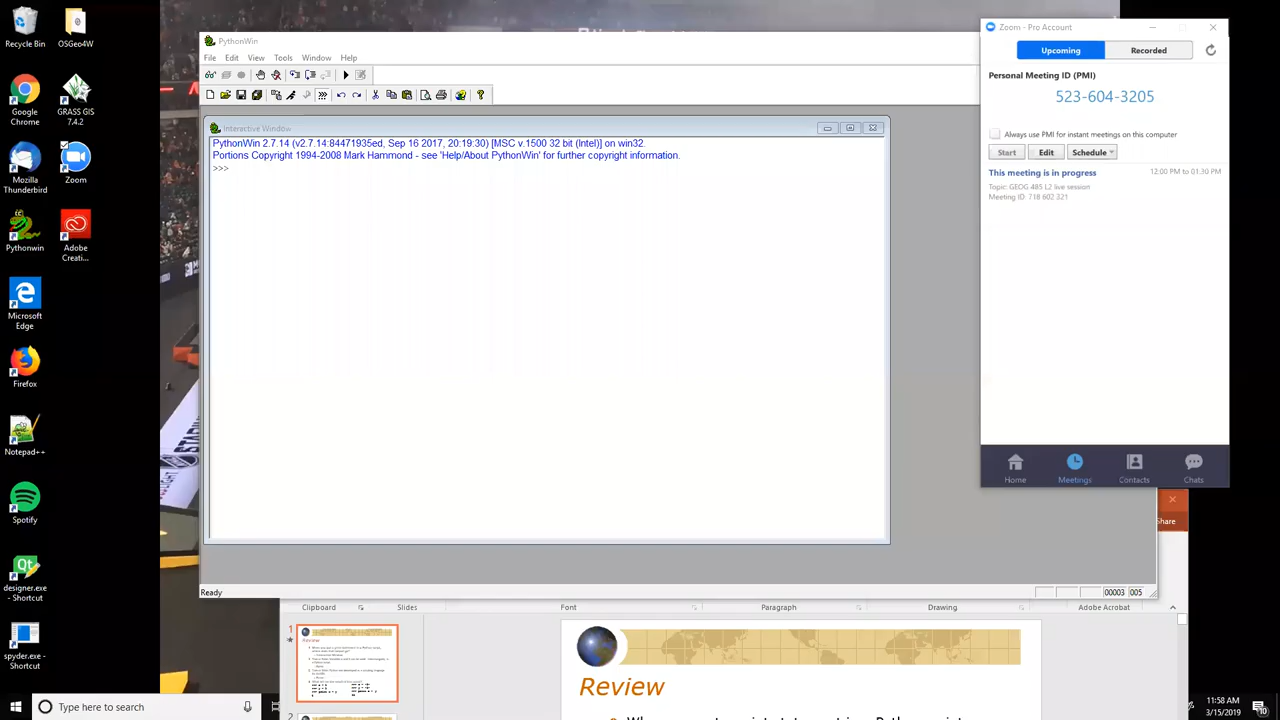 Recycle Bin
OSGeo4W
Google Chrome
GRASS GIS 7.4.2
Mozilla Thunderbird
Zoom
Pythonwin
Adobe Creati...
Microsoft Edge
Firefox
Notepad++
Spotify
designer.exe - Shortcut
spyder.exe - Shortcut
PythonWin
File Edit View Tools Window Help
Interactive Window
PythonWin 2.7.14 (v2.7.14:84471935ed, Sep 16 2017, 20:19:30) [MSC v.1500 32 bit (Intel)] on win32.
Portions Copyright 1994-2008 Mark Hammond - see 'Help/About PythonWin' for further copyright information.
>>>
Ready
00003 005
Zoom - Pro Account
Upcoming Recorded
Personal Meeting ID (PMI)
523-604-3205
Always use PMI for instant meetings on this computer
Start Edit Schedule
This meeting is in progress 12:00 PM to 01:30 PM
Topic: GEOG 485 L2 live session
Meeting ID: 718 602 321
Home Meetings Contacts Chats
Share
Clipboard Slides Font Paragraph Drawing Adobe Acrobat
1
Review
2
Review
Type here to search
11:58 AM
3/15/2019
10